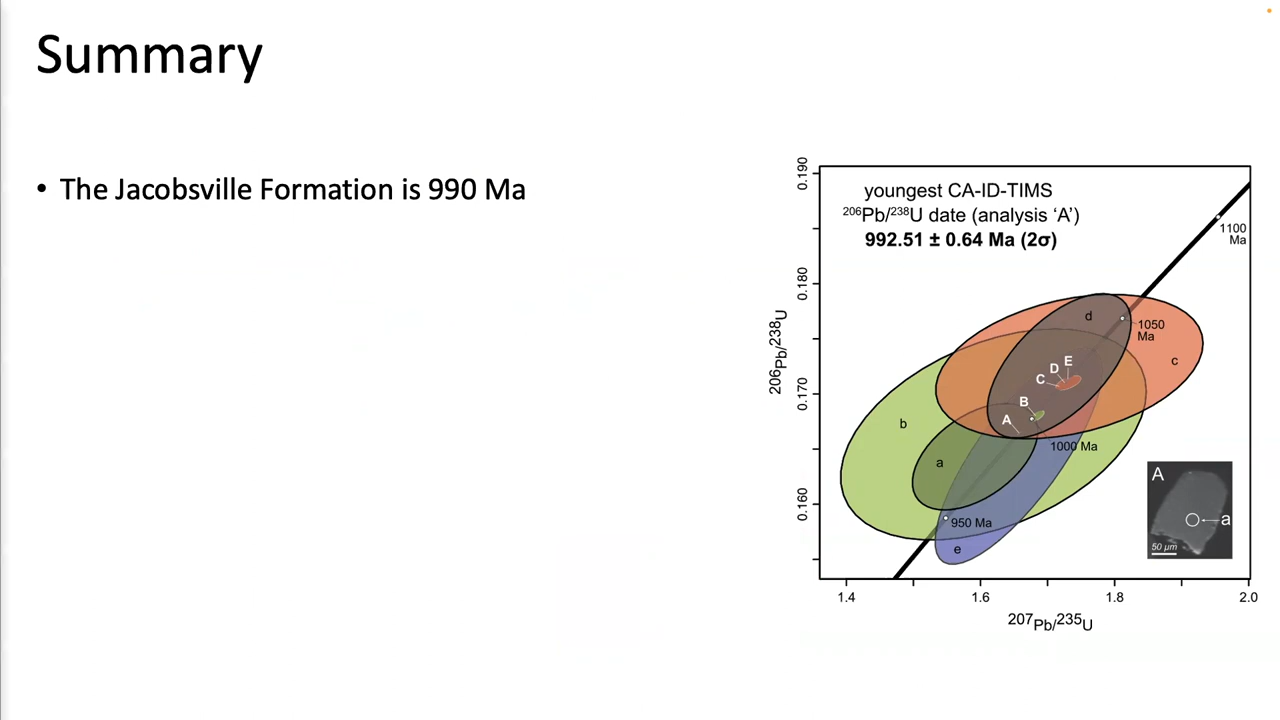 Summary
• The Jacobsville Formation is 990 Ma
youngest CA-ID-TIMS
²⁰⁶Pb/²³⁸U date (analysis ‘A’)
992.51 ± 0.64 Ma (2σ)
0.190
0.180
0.170
0.160
²⁰⁶Pb/²³⁸U
1100
Ma
1050
Ma
d
c
E
D
C
B
A
b
1000 Ma
a
950 Ma
e
A
a
50 µm
1.4
1.6
1.8
2.0
²⁰⁷Pb/²³⁵U